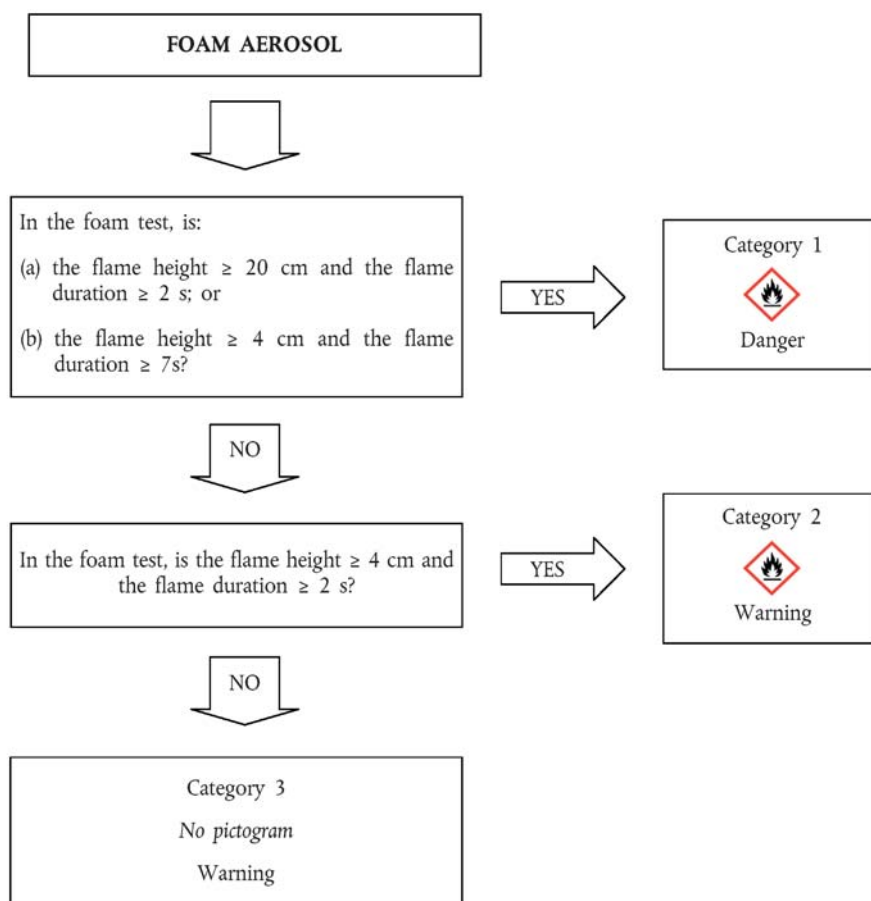 FOAM AEROSOL
In the foam test, is:
(a) the flame height ≥ 20 cm and the flame
duration ≥ 2 s; or
(b) the flame height ≥ 4 cm and the flame
duration ≥ 7s?
YES
Category 1
Danger
NO
In the foam test, is the flame height ≥ 4 cm and
the flame duration ≥ 2 s?
YES
Category 2
Warning
NO
Category 3
No pictogram
Warning